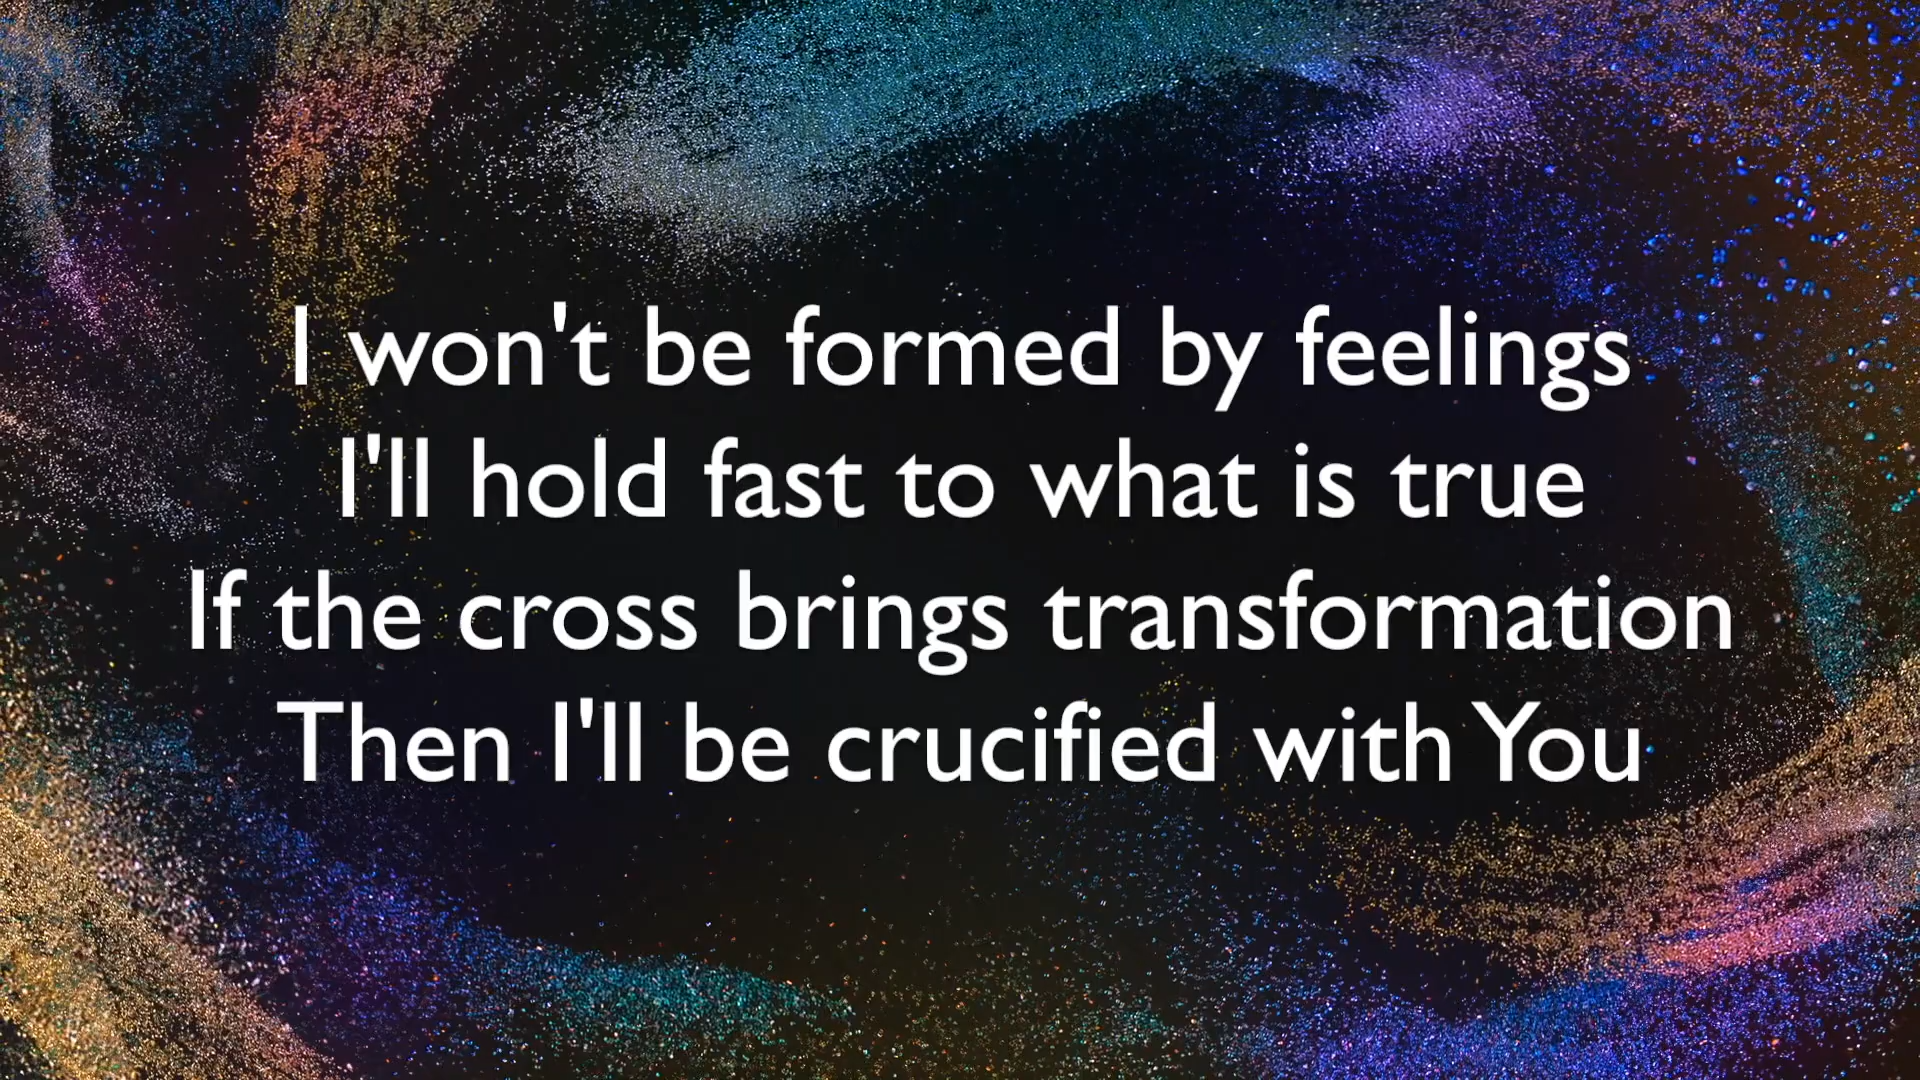 I won't be formed by feelings
I'll hold fast to what is true
If the cross brings transformation
Then I'll be crucified with You